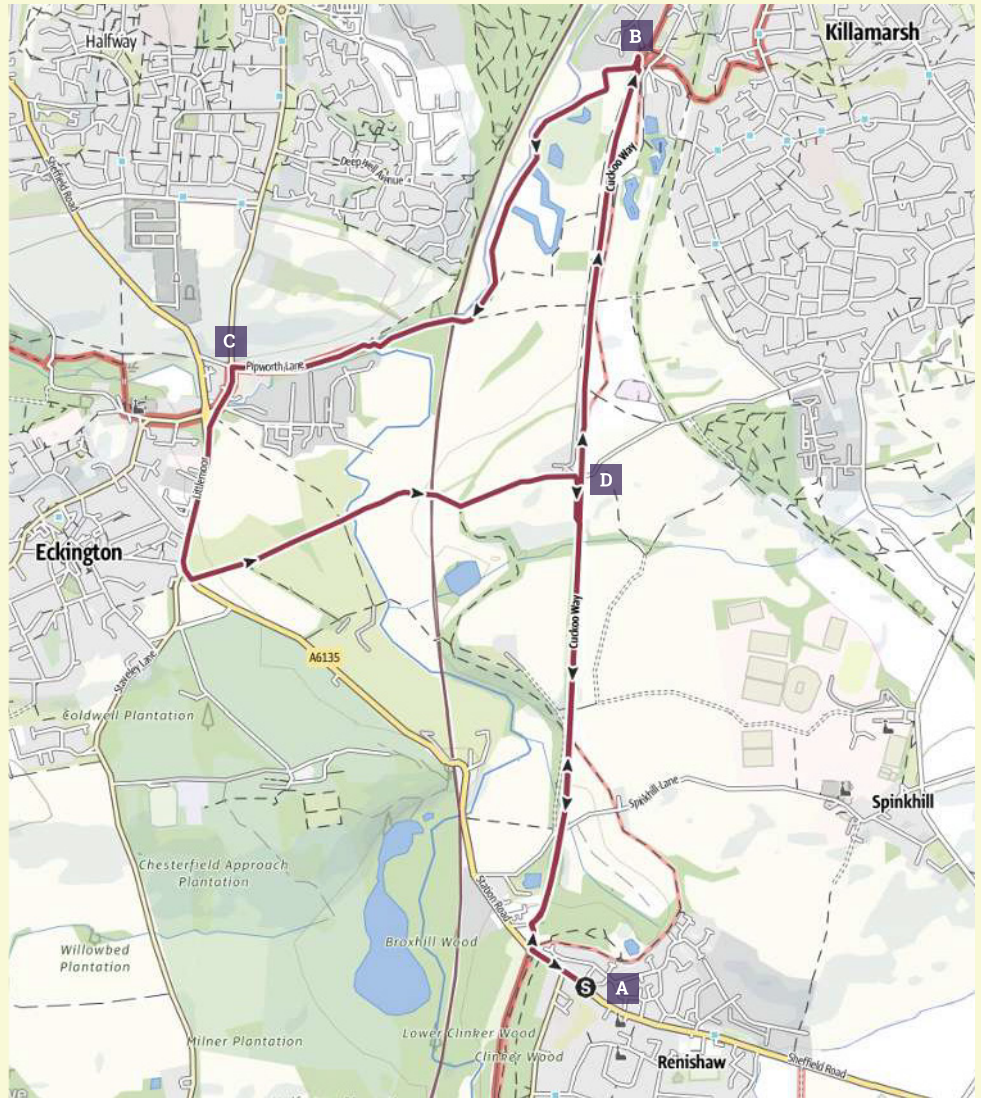 B
Killamarsh
Halfway
Deep Well Avenue
Sheffield Road
Cuckoo Way
C
Pipworth Lane
Littlemoor
D
Eckington
Cuckoo Way
A6135
Staveley Lane
Coldwell Plantation
Spinkhill Lane
Spinkhill
Chesterfield Approach
Plantation
Station Road
Broxhill Wood
Willowbed
Plantation
S
A
Lower Clinker Wood
Milner Plantation
Clinker Wood
Renishaw
Sheffield Road